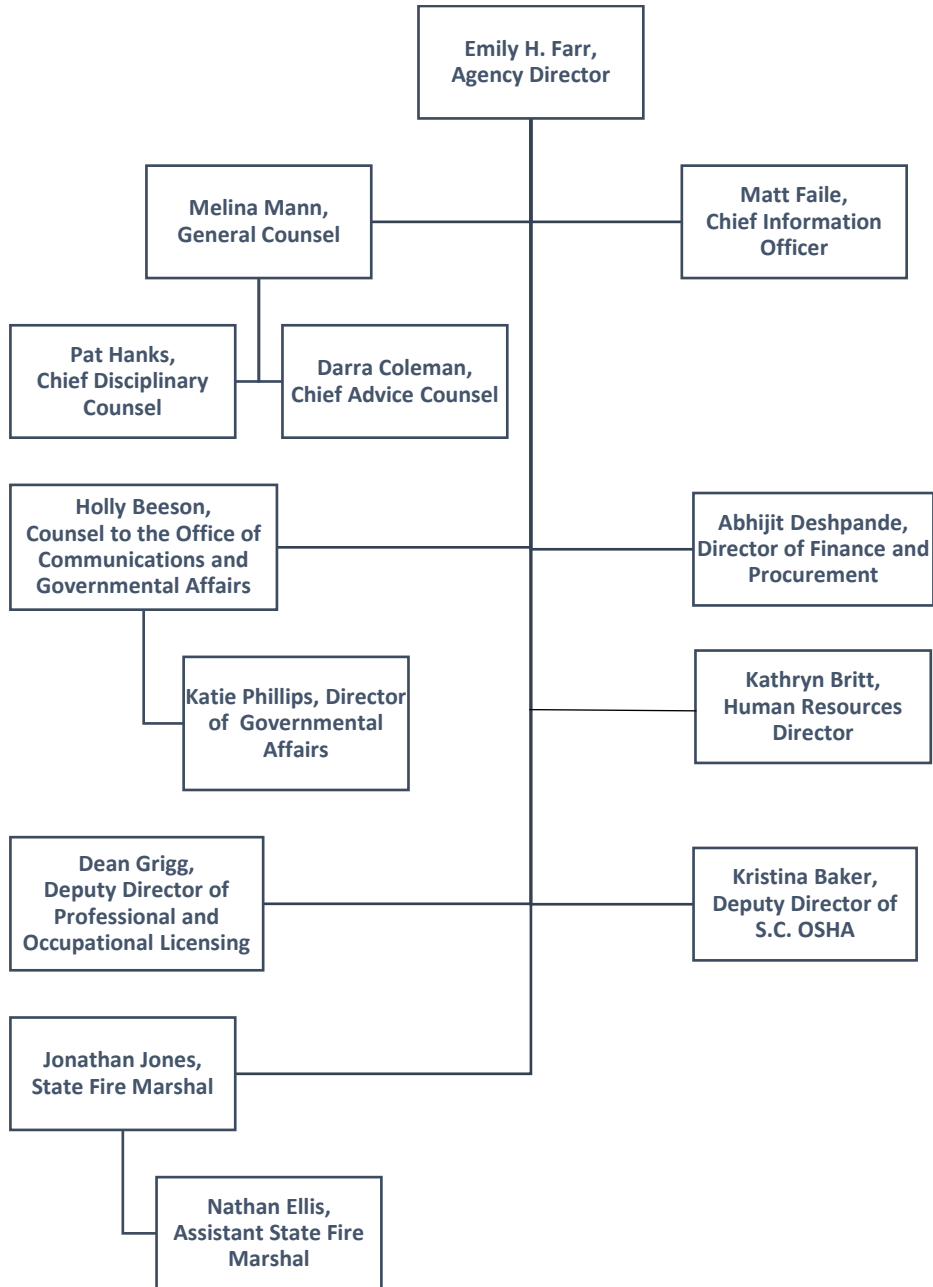 Emily H. Farr,
Agency Director
Melina Mann,
General Counsel
Matt Faile,
Chief Information
Officer
Pat Hanks,
Chief Disciplinary
Counsel
Darra Coleman,
Chief Advice Counsel
Holly Beeson,
Counsel to the Office of
Communications and
Governmental Affairs
Abhijit Deshpande,
Director of Finance and
Procurement
Katie Phillips, Director
of Governmental
Affairs
Kathryn Britt,
Human Resources
Director
Dean Grigg,
Deputy Director of
Professional and
Occupational Licensing
Kristina Baker,
Deputy Director of
S.C. OSHA
Jonathan Jones,
State Fire Marshal
Nathan Ellis,
Assistant State Fire
Marshal